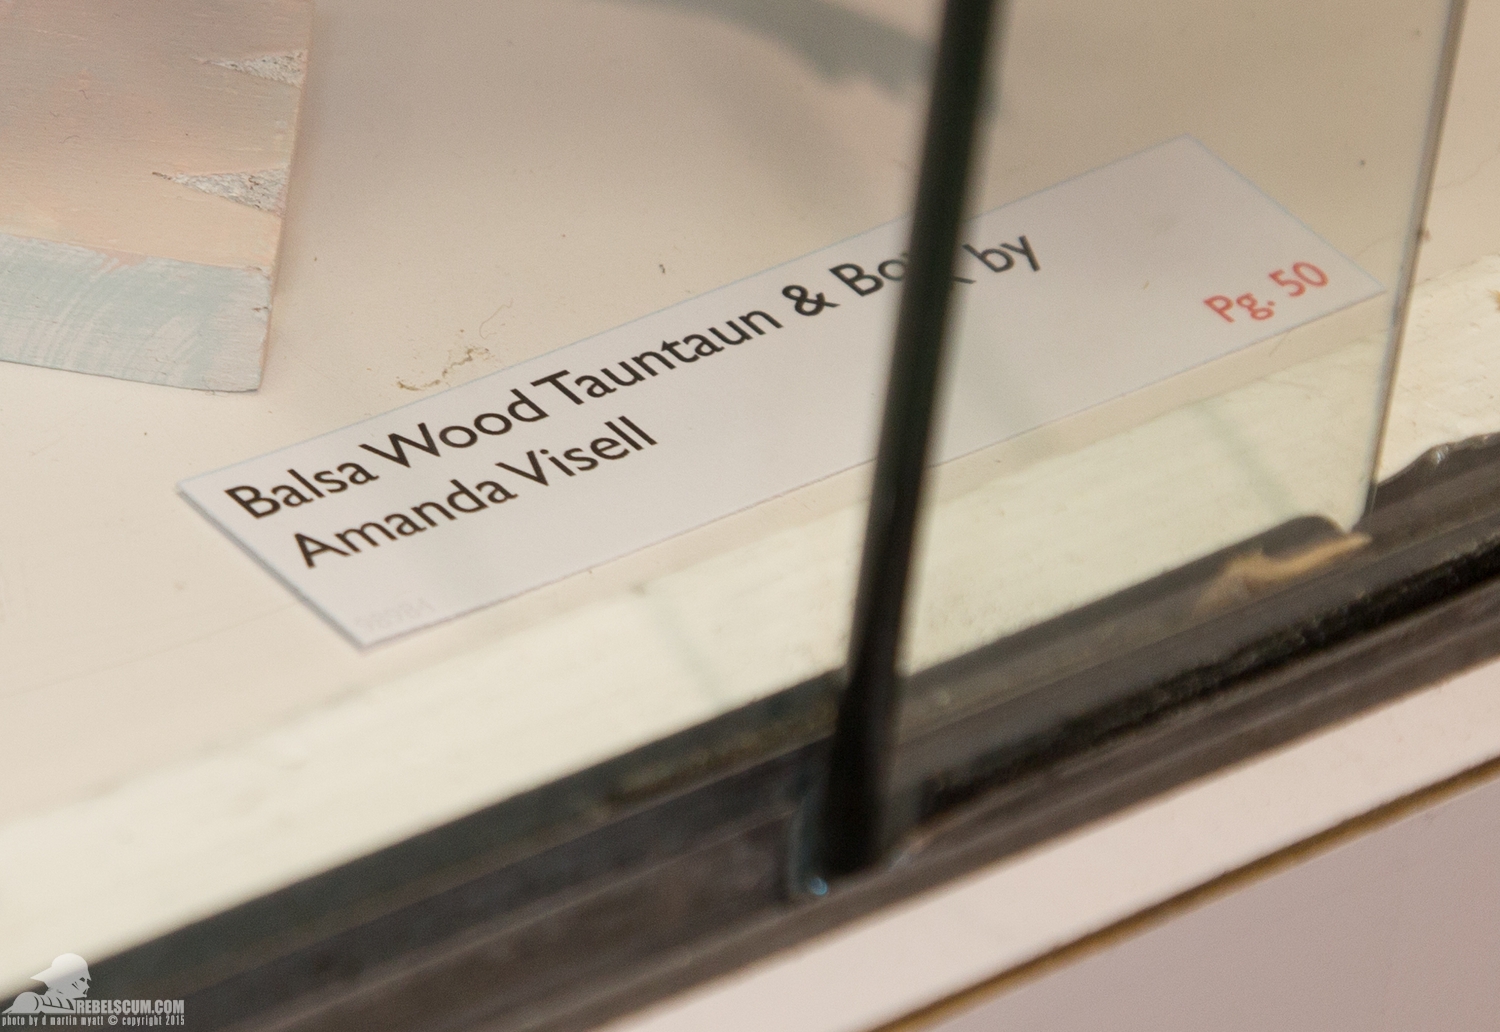 Balsa Wood Tauntaun & by
Amanda Visell
Pg. 50
REBELSCUM.COM
photo by d martin myatt © copyright 2015